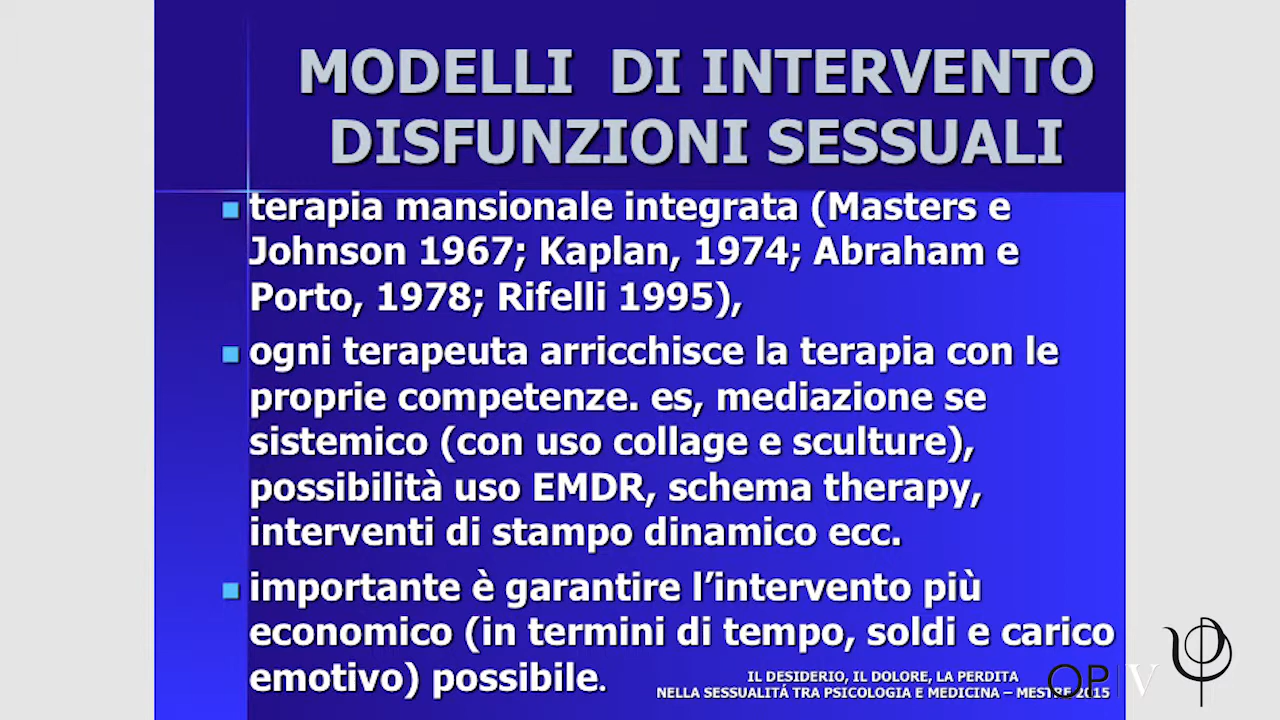 MODELLI DI INTERVENTO
DISFUNZIONI SESSUALI
terapia mansionale integrata (Masters e
Johnson 1967; Kaplan, 1974; Abraham e
Porto, 1978; Rifelli 1995),
ogni terapeuta arricchisce la terapia con le
proprie competenze. es, mediazione se
sistemico (con uso collage e sculture),
possibilità uso EMDR, schema therapy,
interventi di stampo dinamico ecc.
importante è garantire l’intervento più
economico (in termini di tempo, soldi e carico
emotivo) possibile.
IL DESIDERIO, IL DOLORE, LA PERDITA
NELLA SESSUALITÁ TRA PSICOLOGIA E MEDICINA – MESTRE 2015
OP V